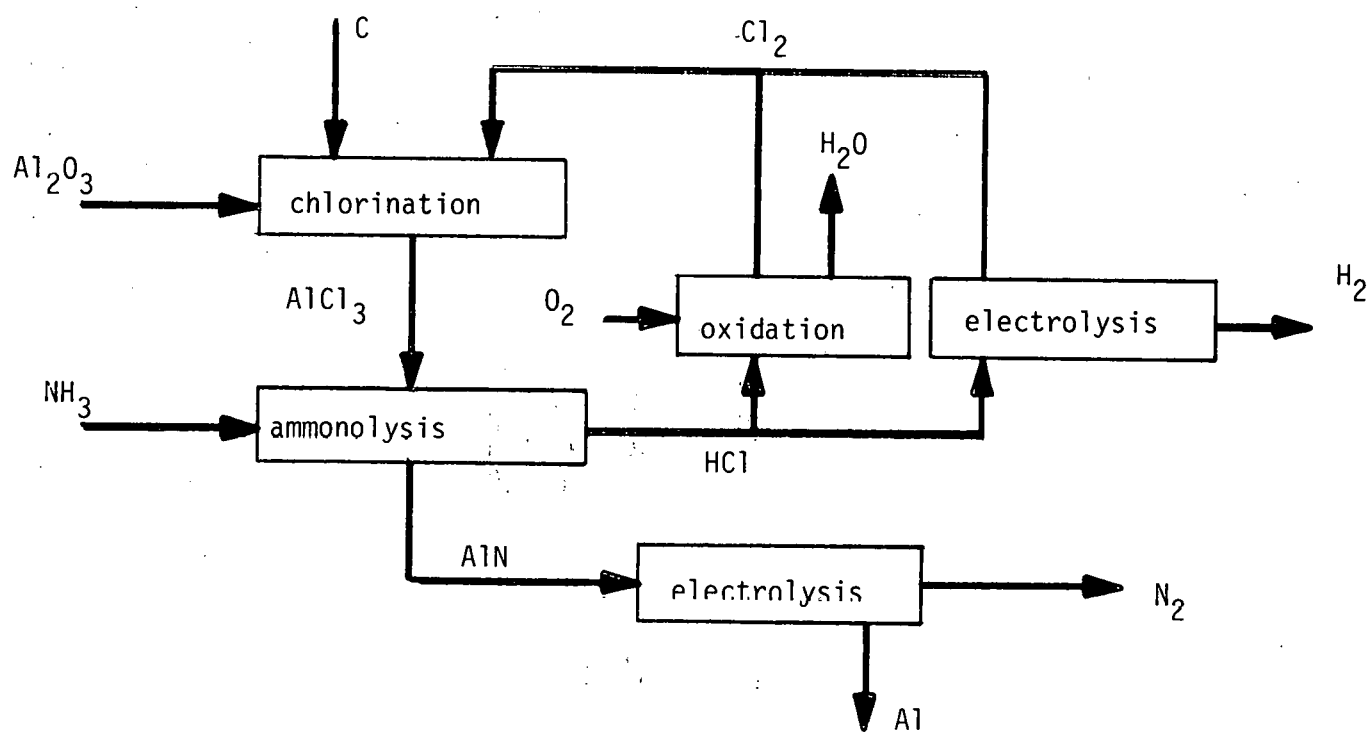 C
Cl₂
H₂O
Al₂O₃
chlorination
AlCl₃
O₂
oxidation
electrolysis
H₂
NH₃
ammonolysis
HCl
AlN
electrolysis
N₂
Al